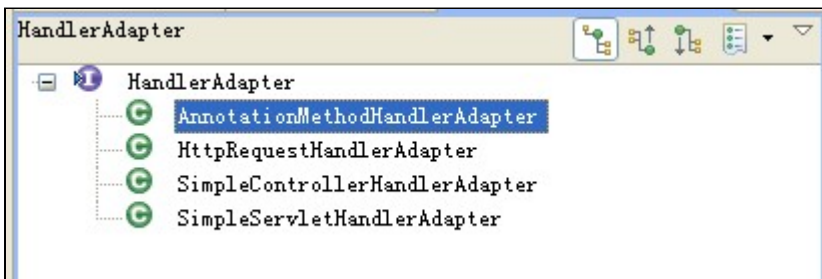 HandlerAdapter
HandlerAdapter
AnnotationMethodHandlerAdapter
HttpRequestHandlerAdapter
SimpleControllerHandlerAdapter
SimpleServletHandlerAdapter